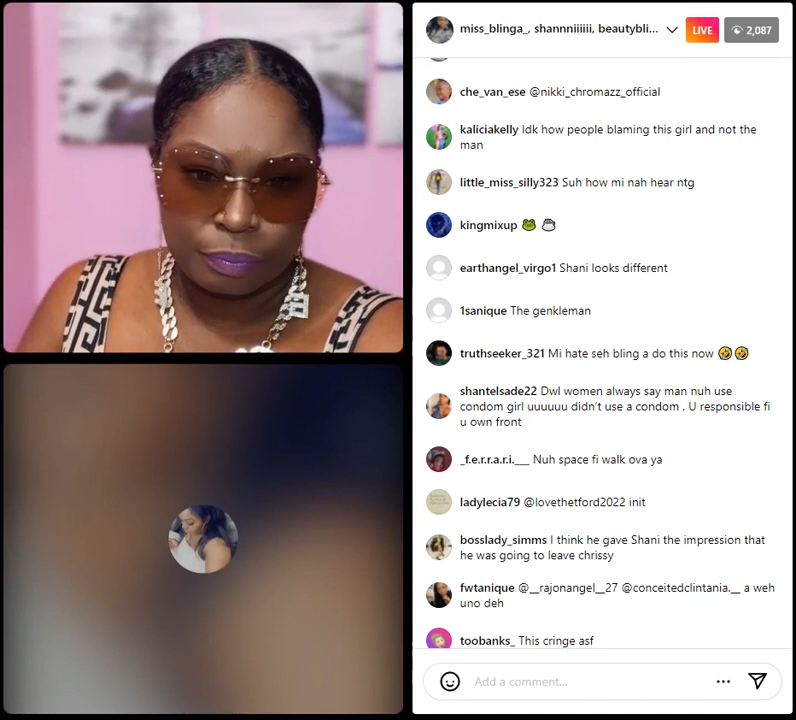 miss_blinga_, shannniiiiii, beautybli...
LIVE
2,087
che_van_ese @nikki_chromazz_official
kaliciakelly Idk how people blaming this girl and not the
man
little_miss_silly323 Suh how mi nah hear ntg
kingmixup 🐸 ☃️
earthangel_virgo1 Shani looks different
1sanique The genkleman
truthseeker_321 Mi hate seh bling a do this now 🤣🤣
shantelsade22 Dwl women always say man nuh use
condom girl uuuuuu didn't use a condom . U responsible fi
u own front
_f.e.r.r.a.r.i.___ Nuh space fi walk ova ya
ladylecia79 @lovethetford2022 init
bosslady_simms I think he gave Shani the impression that
he was going to leave chrissy
fwtanique @__rajonangel__27 @conceitedclintania.__ a weh
uno deh
toobanks_ This cringe asf
Add a comment...